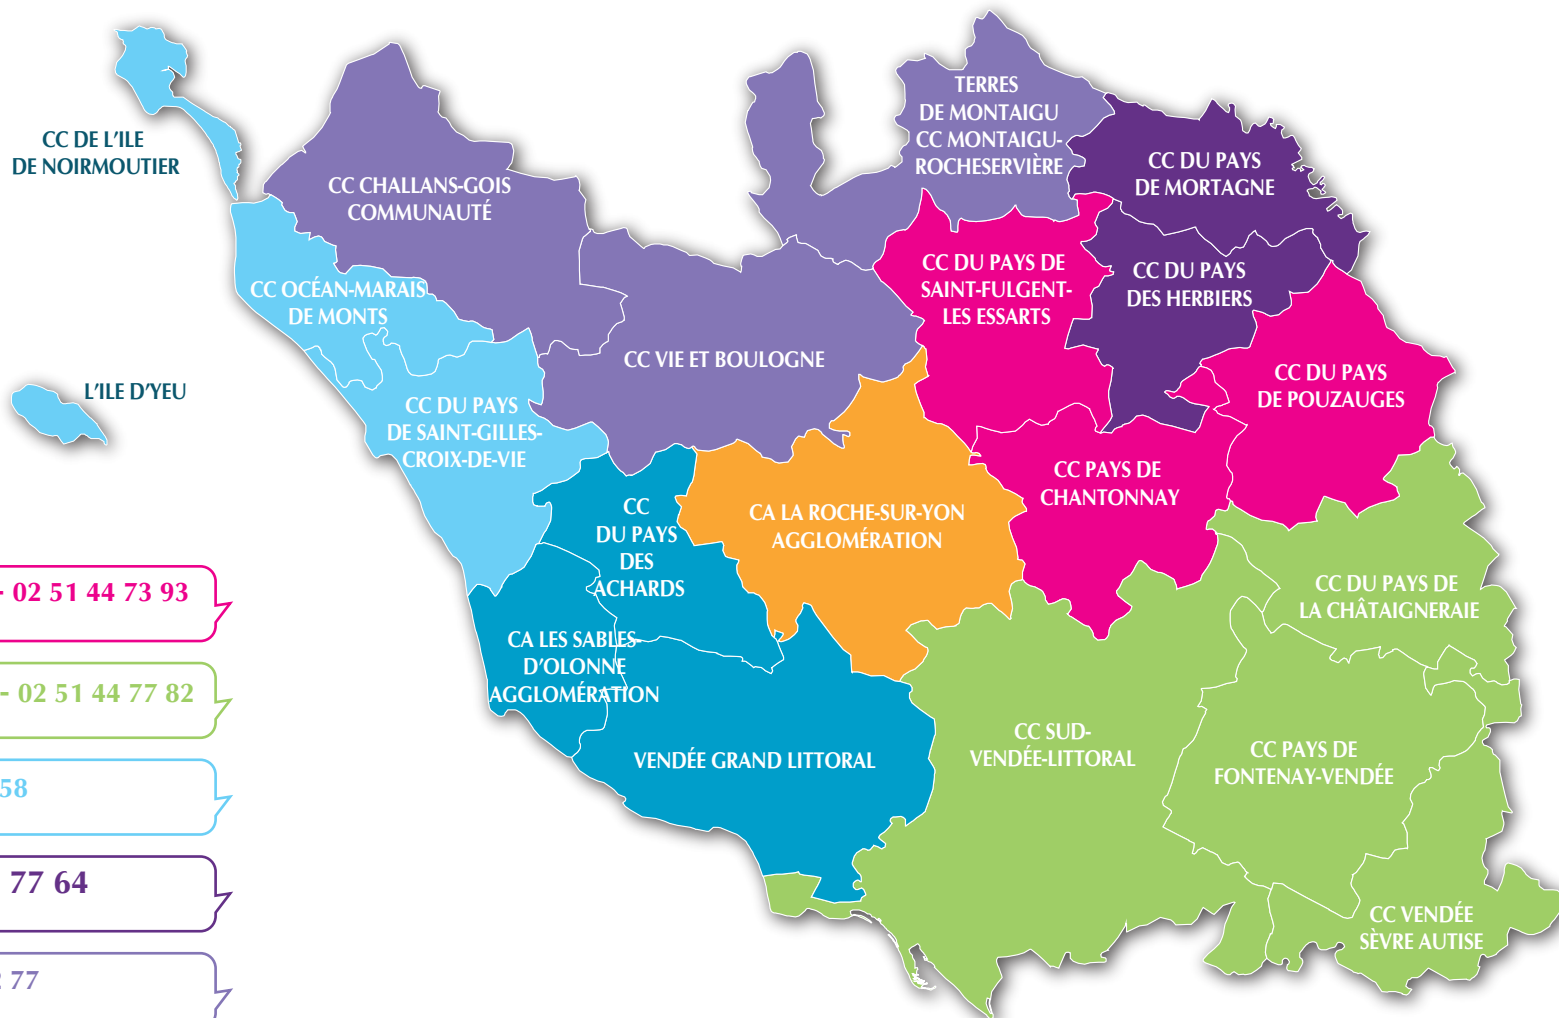 TERRES
DE MONTAIGU
CC MONTAIGU-
ROCHESERVIÈRE
CC DE L'ILE
DE NOIRMOUTIER
CC CHALLANS-GOIS
COMMUNAUTÉ
CC DU PAYS
DE MORTAGNE
CC OCÉAN-MARAIS
DE MONTS
CC DU PAYS DE
SAINT-FULGENT-
LES ESSARTS
CC DU PAYS
DES HERBIERS
CC VIE ET BOULOGNE
L'ILE D'YEU
CC DU PAYS
DE SAINT-GILLES-
CROIX-DE-VIE
CC DU PAYS
DE POUZAUGES
CC PAYS DE
CHANTONNAY
CC
DU PAYS
DES
ACHARDS
CA LA ROCHE-SUR-YON
AGGLOMÉRATION
CC DU PAYS DE
LA CHÂTAIGNERAIE
CA LES SABLES-
D'OLONNE
AGGLOMÉRATION
VENDÉE GRAND LITTORAL
CC SUD-
VENDÉE-LITTORAL
CC PAYS DE
FONTENAY-VENDÉE
CC VENDÉE
SÈVRE AUTISE
- 02 51 44 73 93
- 02 51 44 77 82
58
77 64
77